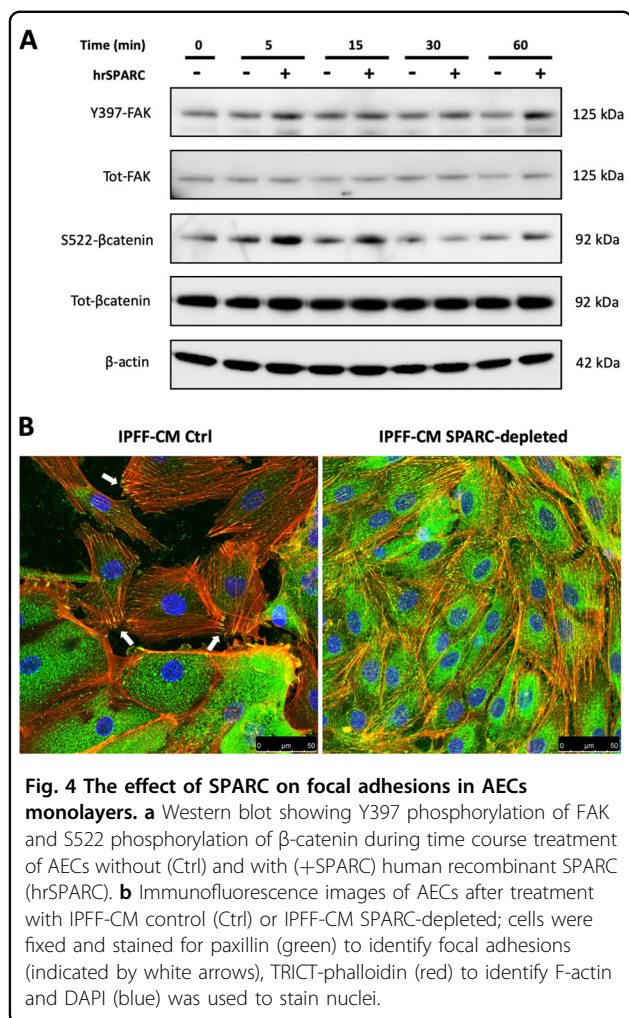 A
Time (min) 0 5 15 30 60
hrSPARC - - + - + - + - +
Y397-FAK 125 kDa
Tot-FAK 125 kDa
S522-βcatenin 92 kDa
Tot-βcatenin 92 kDa
β-actin 42 kDa
B
IPFF-CM Ctrl IPFF-CM SPARC-depleted
0 µm 50 0 µm 50
Fig. 4 The effect of SPARC on focal adhesions in AECs
monolayers. a Western blot showing Y397 phosphorylation of FAK
and S522 phosphorylation of β-catenin during time course treatment
of AECs without (Ctrl) and with (+SPARC) human recombinant SPARC
(hrSPARC). b Immunofluorescence images of AECs after treatment
with IPFF-CM control (Ctrl) or IPFF-CM SPARC-depleted; cells were
fixed and stained for paxillin (green) to identify focal adhesions
(indicated by white arrows), TRICT-phalloidin (red) to identify F-actin
and DAPI (blue) was used to stain nuclei.